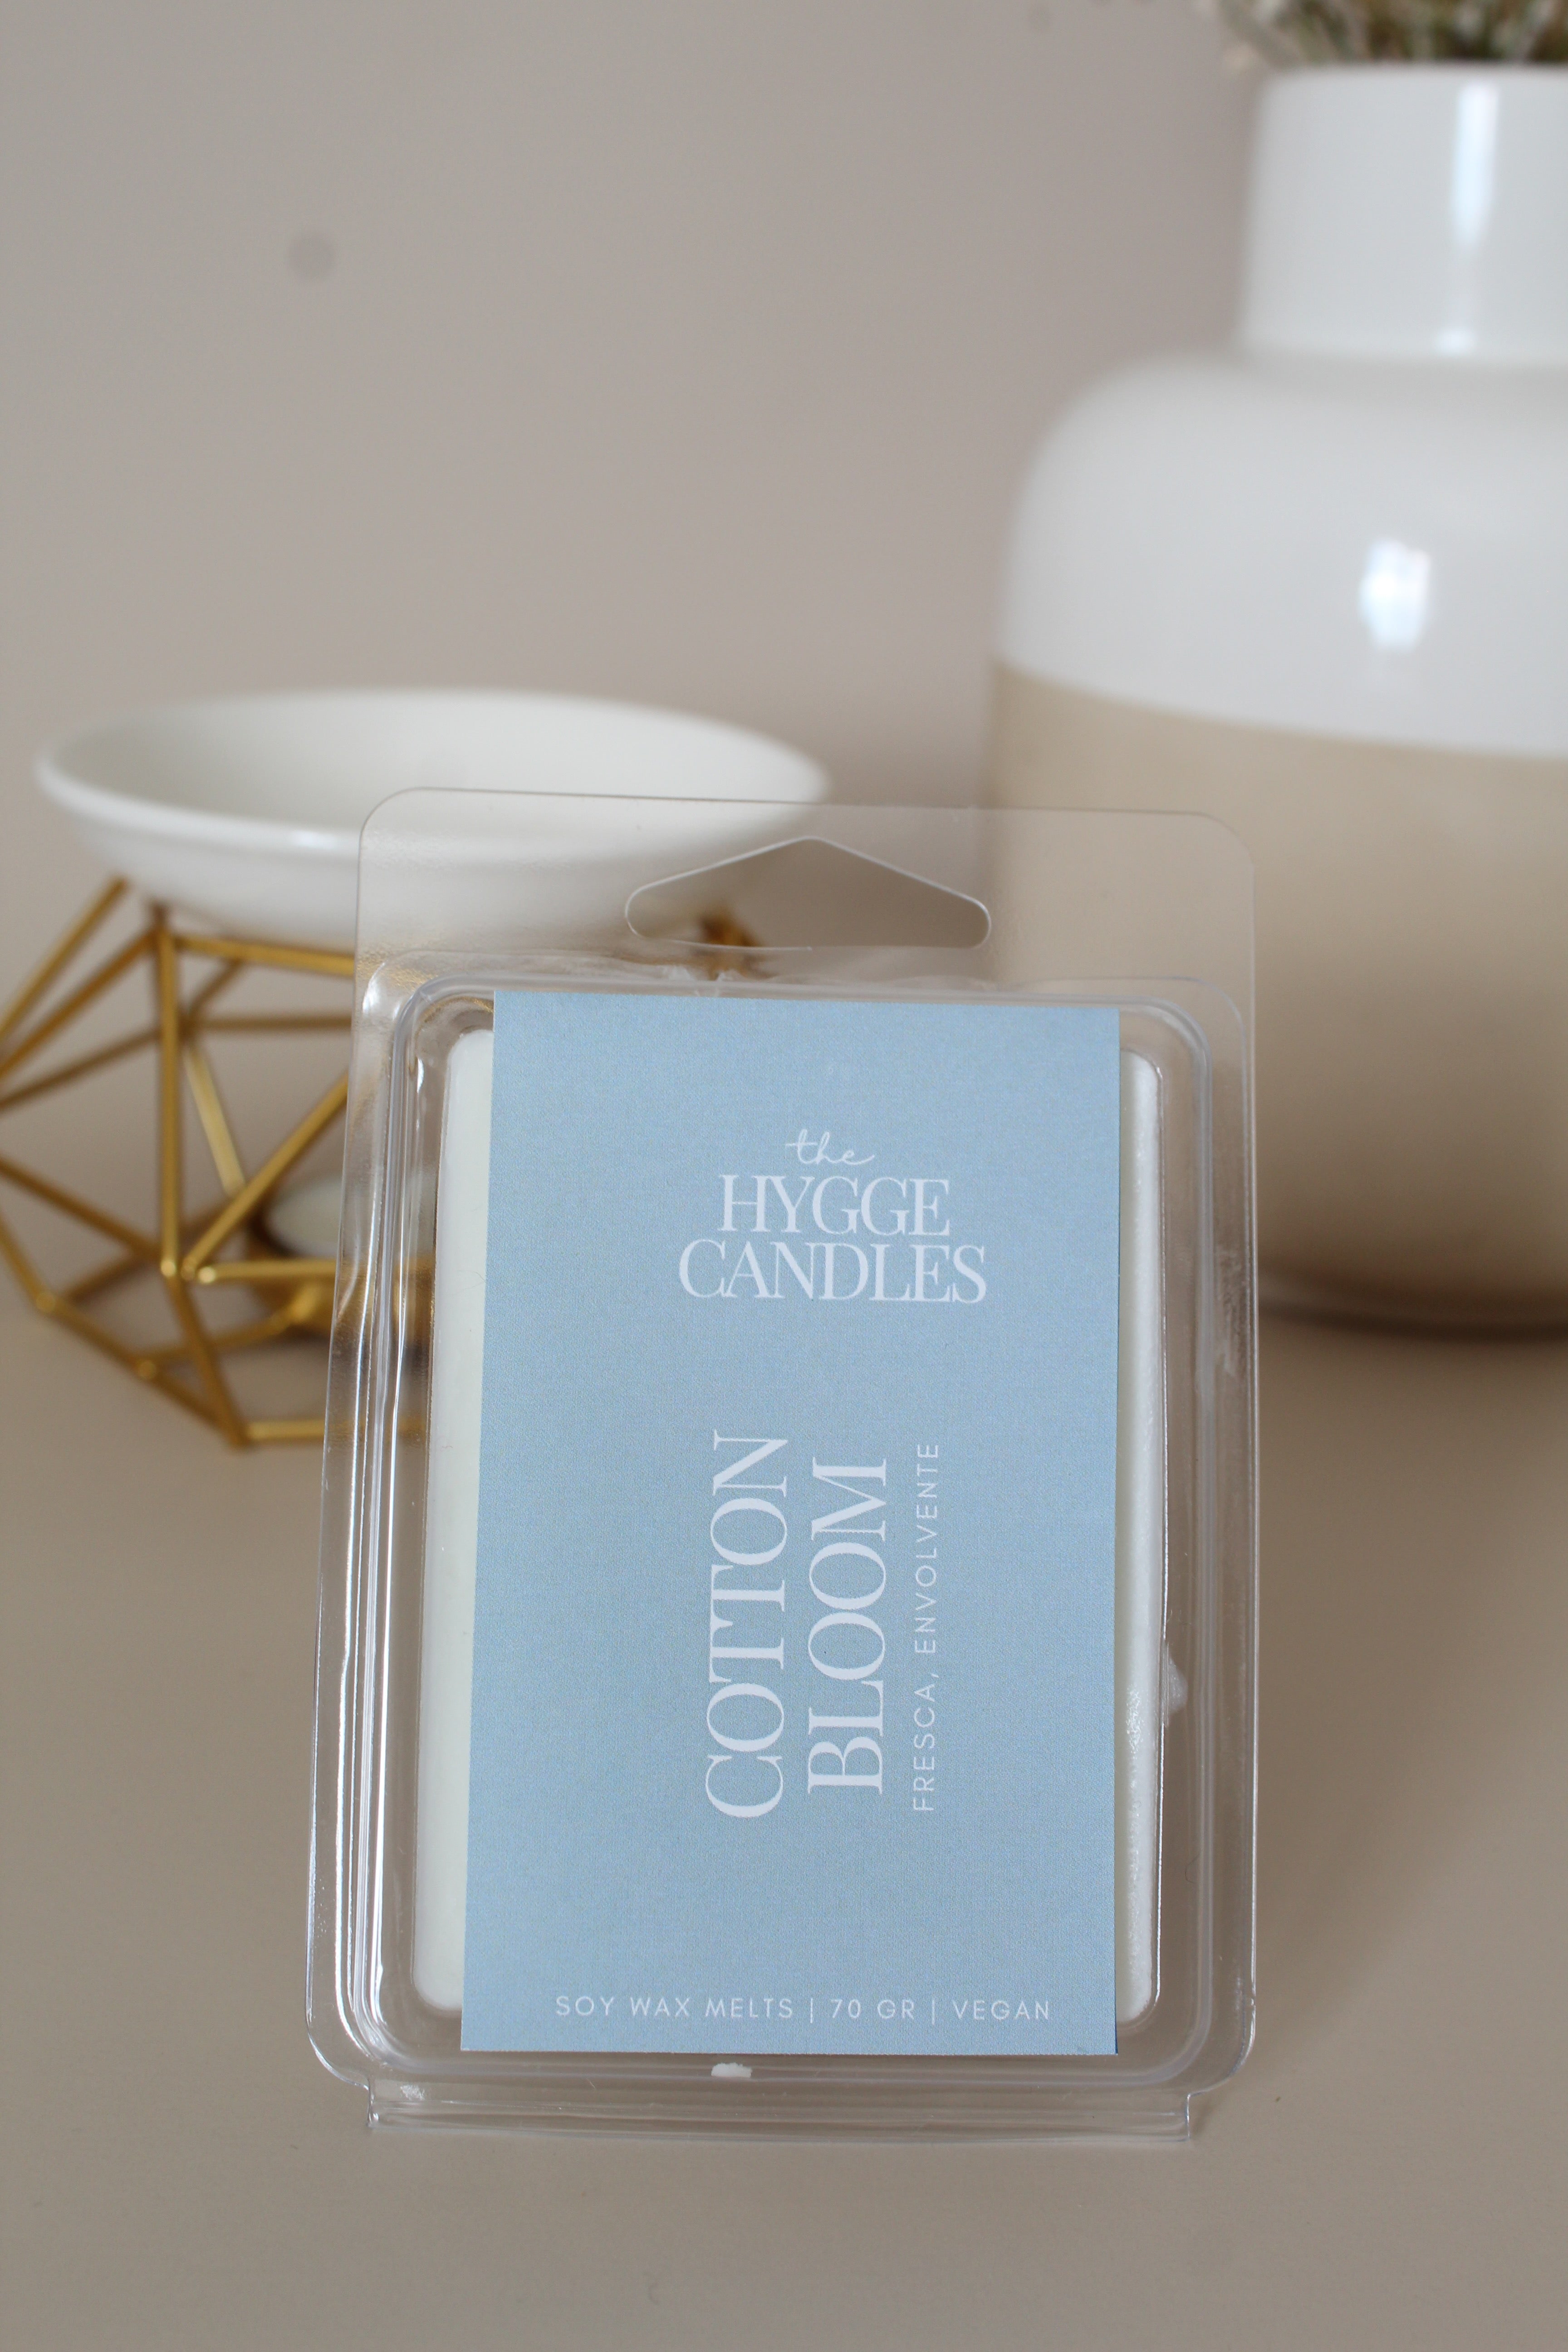 the
HYGGE
CANDLES
COTTON
BLOOM
FRESCA, ENVOLVENTE
SOY WAX MELTS | 70 GR | VEGAN